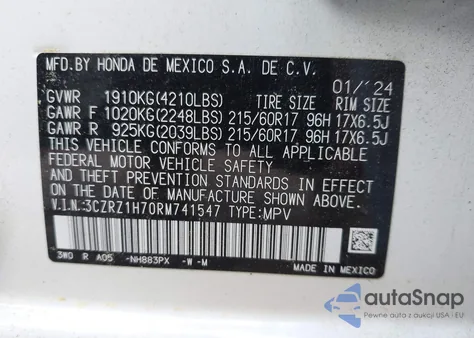 MFD.BY HONDA DE MEXICO S.A. DE C.V.
01/'24
GVWR 1910KG(4210LBS) TIRE SIZE RIM SIZE
GAWR F 1020KG(2248LBS) 215/60R17 96H 17X6.5J
GAWR R 925KG(2039LBS) 215/60R17 96H 17X6.5J
THIS VEHICLE CONFORMS TO ALL APPLICABLE
FEDERAL MOTOR VEHICLE SAFETY
AND THEFT PREVENTION STANDARDS IN EFFECT
ON THE DATE OF MANUFACTURE SHOWN ABOVE.
V.I.N:3CZRZ1H70RM741547 TYPE:MPV
3W0 R A05 -NH883PX -W -M
MADE IN MEXICO
autaSnap
Pewne auta z USA i EU